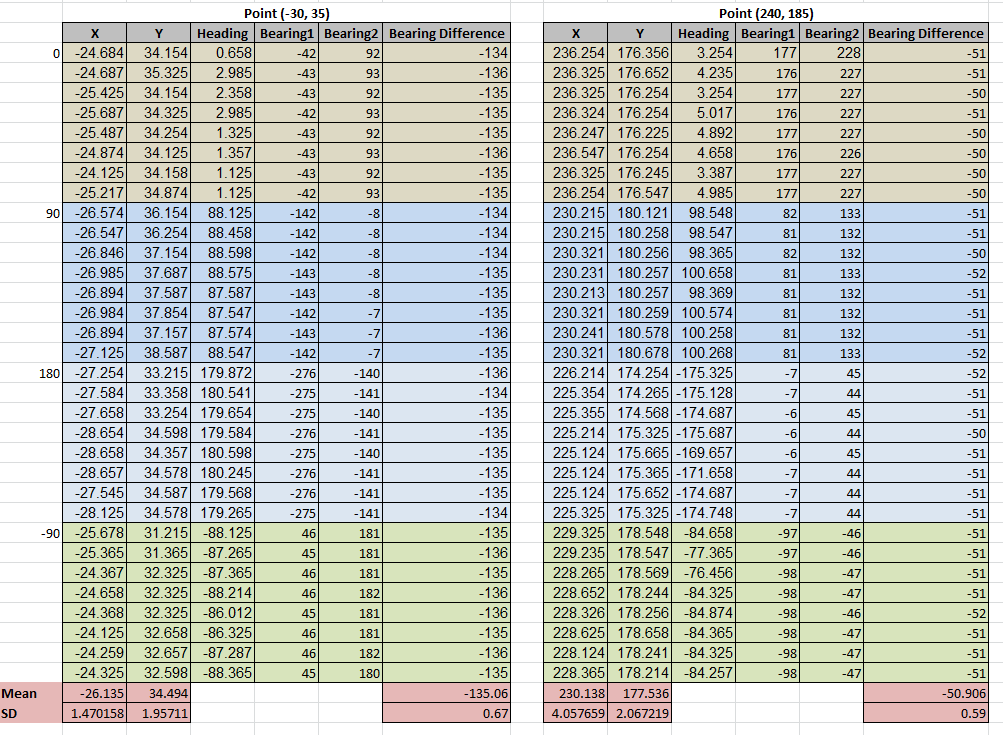 Point (-30, 35) Point (240, 185)
X Y Heading Bearing1 Bearing2 Bearing Difference X Y Heading Bearing1 Bearing2 Bearing Difference
0 -24.684 34.154 0.658 -42 92 -134 236.254 176.356 3.254 177 228 -51
-24.687 35.325 2.985 -43 93 -136 236.325 176.652 4.235 176 227 -51
-25.425 34.154 2.358 -43 92 -135 236.325 176.254 3.254 177 227 -50
-25.687 34.325 2.985 -42 93 -135 236.324 176.254 5.017 176 227 -51
-25.487 34.254 1.325 -43 92 -135 236.247 176.225 4.892 177 227 -50
-24.874 34.125 1.357 -43 93 -136 236.547 176.254 4.658 176 226 -50
-24.125 34.158 1.125 -43 92 -135 236.325 176.245 3.387 177 227 -50
-25.217 34.874 1.125 -42 93 -135 236.254 176.547 4.985 177 227 -50
90 -26.574 36.154 88.125 -142 -8 -134 230.215 180.121 98.548 82 133 -51
-26.547 36.254 88.458 -142 -8 -134 230.215 180.258 98.547 81 132 -51
-26.846 37.154 88.598 -142 -8 -134 230.321 180.256 98.365 82 132 -50
-26.985 37.687 88.575 -143 -8 -135 230.231 180.257 100.658 81 133 -52
-26.894 37.587 87.587 -143 -8 -135 230.213 180.257 98.369 81 132 -51
-26.984 37.854 87.547 -142 -7 -135 230.321 180.259 100.574 81 132 -51
-26.894 37.157 87.574 -143 -7 -136 230.241 180.578 100.258 81 132 -51
-27.125 38.587 88.547 -142 -7 -135 230.321 180.678 100.268 81 133 -52
180 -27.254 33.215 179.872 -276 -140 -136 226.214 174.254 -175.325 -7 45 -52
-27.584 33.358 180.541 -275 -141 -134 225.354 174.265 -175.128 -7 44 -51
-27.658 33.254 179.654 -275 -140 -135 225.355 174.568 -174.687 -6 45 -51
-28.654 34.598 179.584 -276 -141 -135 225.214 175.325 -175.687 -6 44 -50
-28.658 34.357 180.598 -275 -140 -135 225.124 175.665 -169.657 -6 45 -51
-28.657 34.578 180.245 -276 -141 -135 225.124 175.365 -171.658 -7 44 -51
-27.545 34.587 179.568 -276 -141 -135 225.124 175.652 -174.687 -7 44 -51
-28.125 34.578 179.265 -275 -141 -134 225.325 175.325 -174.748 -7 44 -51
-90 -25.678 31.215 -88.125 46 181 -135 229.325 178.548 -84.658 -97 -46 -51
-25.365 31.365 -87.265 45 181 -136 229.235 178.547 -77.365 -97 -46 -51
-24.367 32.325 -87.365 46 181 -135 228.265 178.569 -76.456 -98 -47 -51
-24.658 32.325 -88.214 46 182 -136 228.652 178.244 -84.325 -98 -47 -51
-24.368 32.325 -86.012 45 181 -136 228.326 178.256 -84.874 -98 -46 -52
-24.125 32.658 -86.325 46 181 -135 228.625 178.658 -84.365 -98 -47 -51
-24.259 32.657 -87.287 46 182 -136 228.124 178.241 -84.325 -98 -47 -51
-24.325 32.598 -88.365 45 180 -135 228.365 178.214 -84.257 -98 -47 -51
Mean -26.135 34.494 -135.06 230.138 177.536 -50.906
SD 1.470158 1.95711 0.67 4.057659 2.067219 0.59